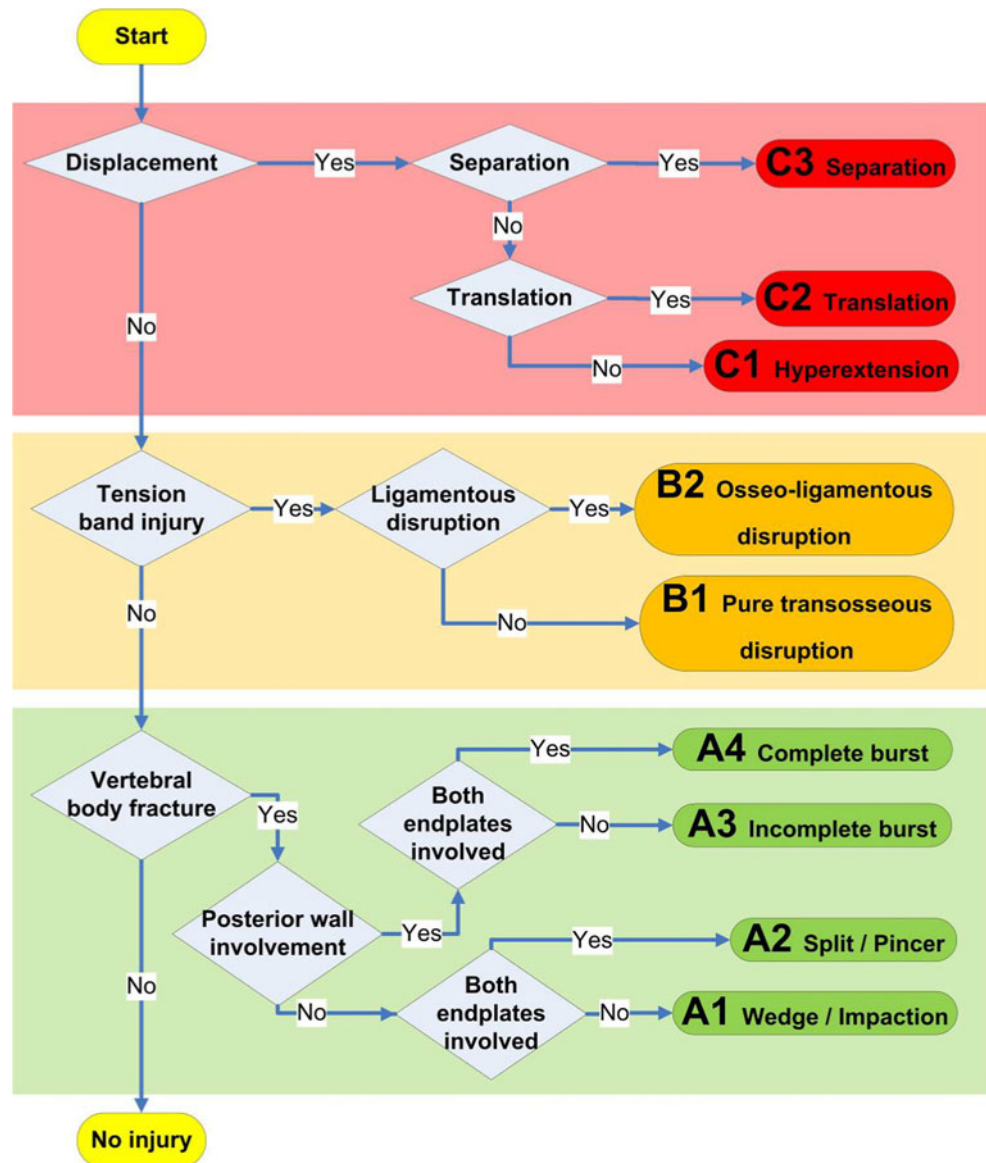 Start
Displacement
Yes
Separation
Yes
C3 Separation
No
Translation
Yes
C2 Translation
No
No
C1 Hyperextension
Tension
band injury
Yes
Ligamentous
disruption
Yes
B2 Osseo-ligamentous
disruption
No
No
B1 Pure transosseous
disruption
Vertebral
body fracture
Yes
Both
endplates
involved
Yes
A4 Complete burst
No
A3 Incomplete burst
Posterior wall
involvement
Yes
No
Both
endplates
involved
Yes
A2 Split / Pincer
No
A1 Wedge / Impaction
No
No injury